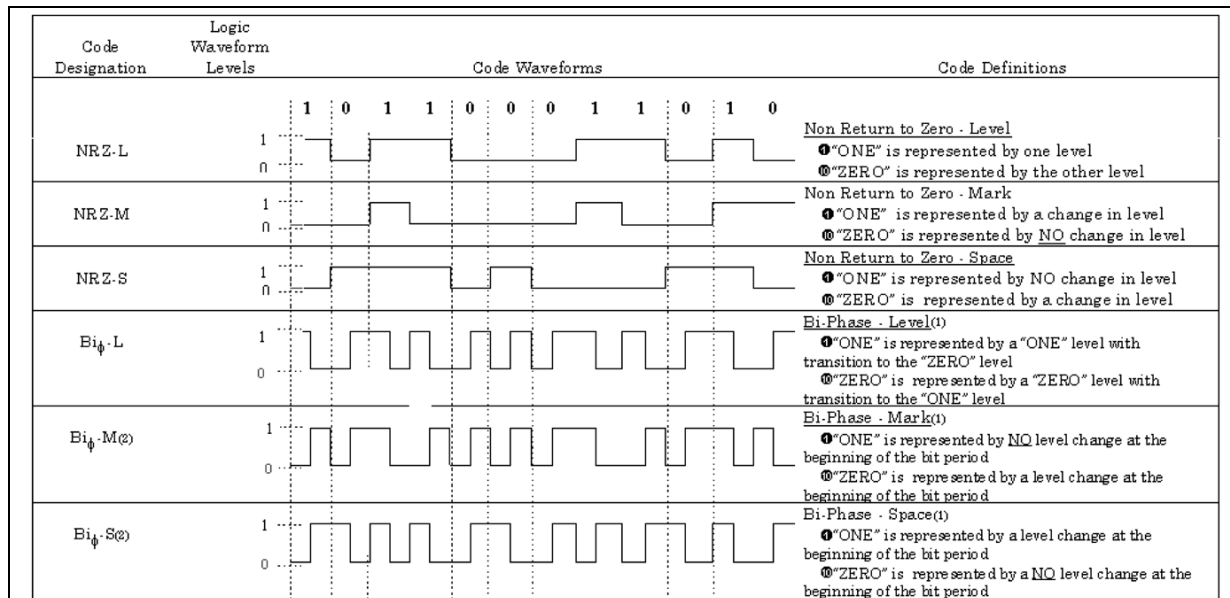 Code Designation
Logic Waveform Levels
Code Waveforms
Code Definitions
1 0 1 1 0 0 0 1 1 0 1 0
NRZ-L
1
0
Non Return to Zero - Level
❶"ONE" is represented by one level
❿"ZERO" is represented by the other level
NRZ-M
1
0
Non Return to Zero - Mark
❶"ONE" is represented by a change in level
❿"ZERO" is represented by NO change in level
NRZ-S
1
0
Non Return to Zero - Space
❶"ONE" is represented by NO change in level
❿"ZERO" is represented by a change in level
Biϕ-L
1
0
Bi-Phase - Level(1)
❶"ONE" is represented by a "ONE" level with
transition to the "ZERO" level
❿"ZERO" is represented by a "ZERO" level with
transition to the "ONE" level
Biϕ-M(2)
1
0
Bi-Phase - Mark(1)
❶"ONE" is represented by NO level change at the
beginning of the bit period
❿"ZERO" is represented by a level change at the
beginning of the bit period
Biϕ-S(2)
1
0
Bi-Phase - Space(1)
❶"ONE" is represented by a level change at the
beginning of the bit period
❿"ZERO" is represented by a NO level change at the
beginning of the bit period